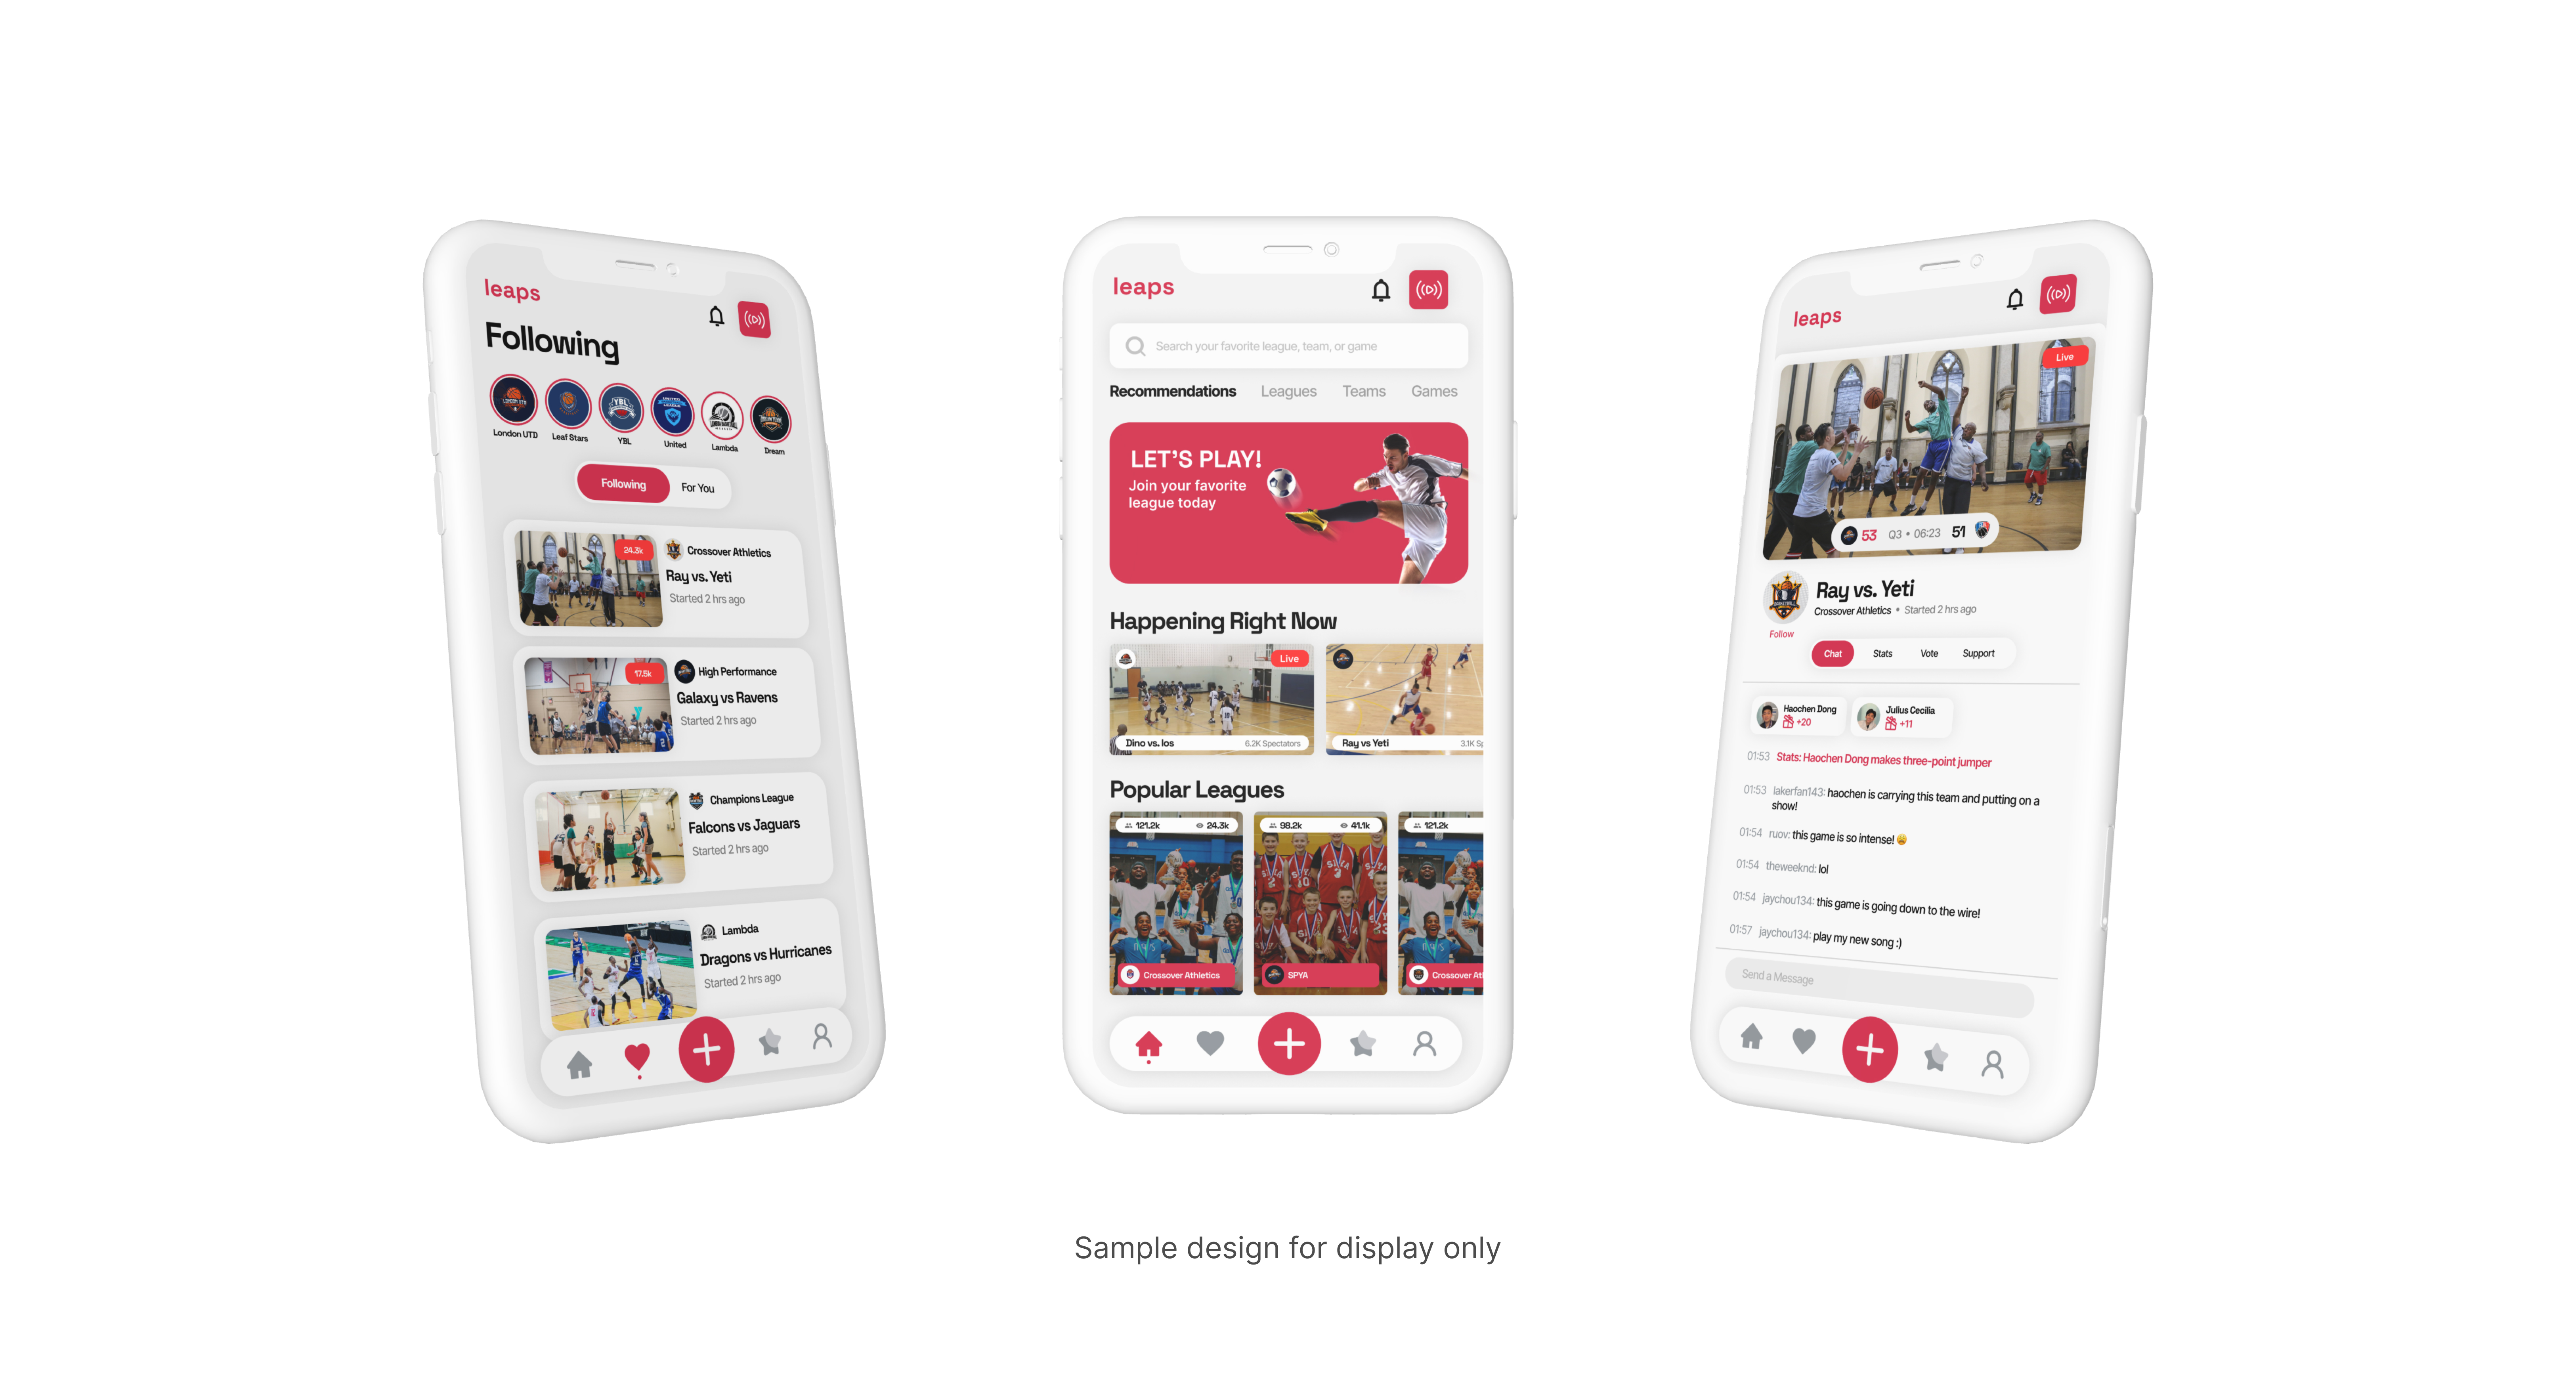 leaps
Following
London UTD
Leaf Stars
YBL
United
Lambda
Dream
Following
For You
24.3k
Crossover Athletics
Ray vs. Yeti
Started 2 hrs ago
17.5k
High Performance
Galaxy vs Ravens
Started 2 hrs ago
Champions League
Falcons vs Jaguars
Started 2 hrs ago
Lambda
Dragons vs Hurricanes
Started 2 hrs ago
leaps
Search your favorite league, team, or game
Recommendations Leagues Teams Games
LET'S PLAY!
Join your favorite
league today
Happening Right Now
Live
Dino vs. Ios 6.2K Spectators
Ray vs Yeti 3.1K Sp
Popular Leagues
121.2k 24.3k
98.2k 41.1k
121.2k
Crossover Athletics
SPYA
Crossover Atl
leaps
Live
53 Q3 • 06:23 51
Ray vs. Yeti
Crossover Athletics • Started 2 hrs ago
Follow
Chat Stats Vote Support
Haochen Dong
+20
Julius Cecilia
+11
01:53 Stats: Haochen Dong makes three-point jumper
01:53 lakerfan143: haochen is carrying this team and putting on a
show!
01:54 ruov: this game is so intense! 😩
01:54 theweeknd: lol
01:54 jaychou134: this game is going down to the wire!
01:57 jaychou134: play my new song :)
Send a Message
Sample design for display only